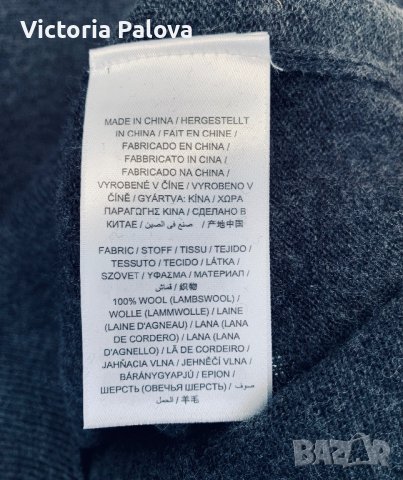 Victoria Palova
MADE IN CHINA / HERGESTELLT
IN CHINA / FAIT EN CHINE /
FABRICADO EN CHINA /
FABBRICATO IN CINA /
FABRICADO NA CHINA /
VYROBENÉ V ČÍNE / VYROBENO V
ČÍNĚ / GYÁRTVA: KÍNA / ΧΩΡΑ
ΠΑΡΑΓΩΓΗΣ ΚΙΝΑ / СДЕЛАНО В
КИТАЕ / صنع في الصين / 产地中国
FABRIC / STOFF / TISSU / TEJIDO /
TESSUTO / TECIDO / LÁTKA /
SZÖVET / ΥΦΑΣΜΑ / МАТЕРИАЛ /
قماش / 织物
100% WOOL (LAMBSWOOL) /
WOLLE (LAMMWOLLE) / LAINE
(LAINE D'AGNEAU) / LANA (LANA
DE CORDERO) / LANA (LANA
D'AGNELLO) / LÃ DE CORDEIRO /
JAHŇACIA VLNA / JEHNĚČÍ VLNA /
BÁRÁNYGYAPJÚ / ΕΡΙΟΝ /
ШЕРСТЬ (ОВЕЧЬЯ ШЕРСТЬ) / صوف
الحمل / 羊毛
BAZAR